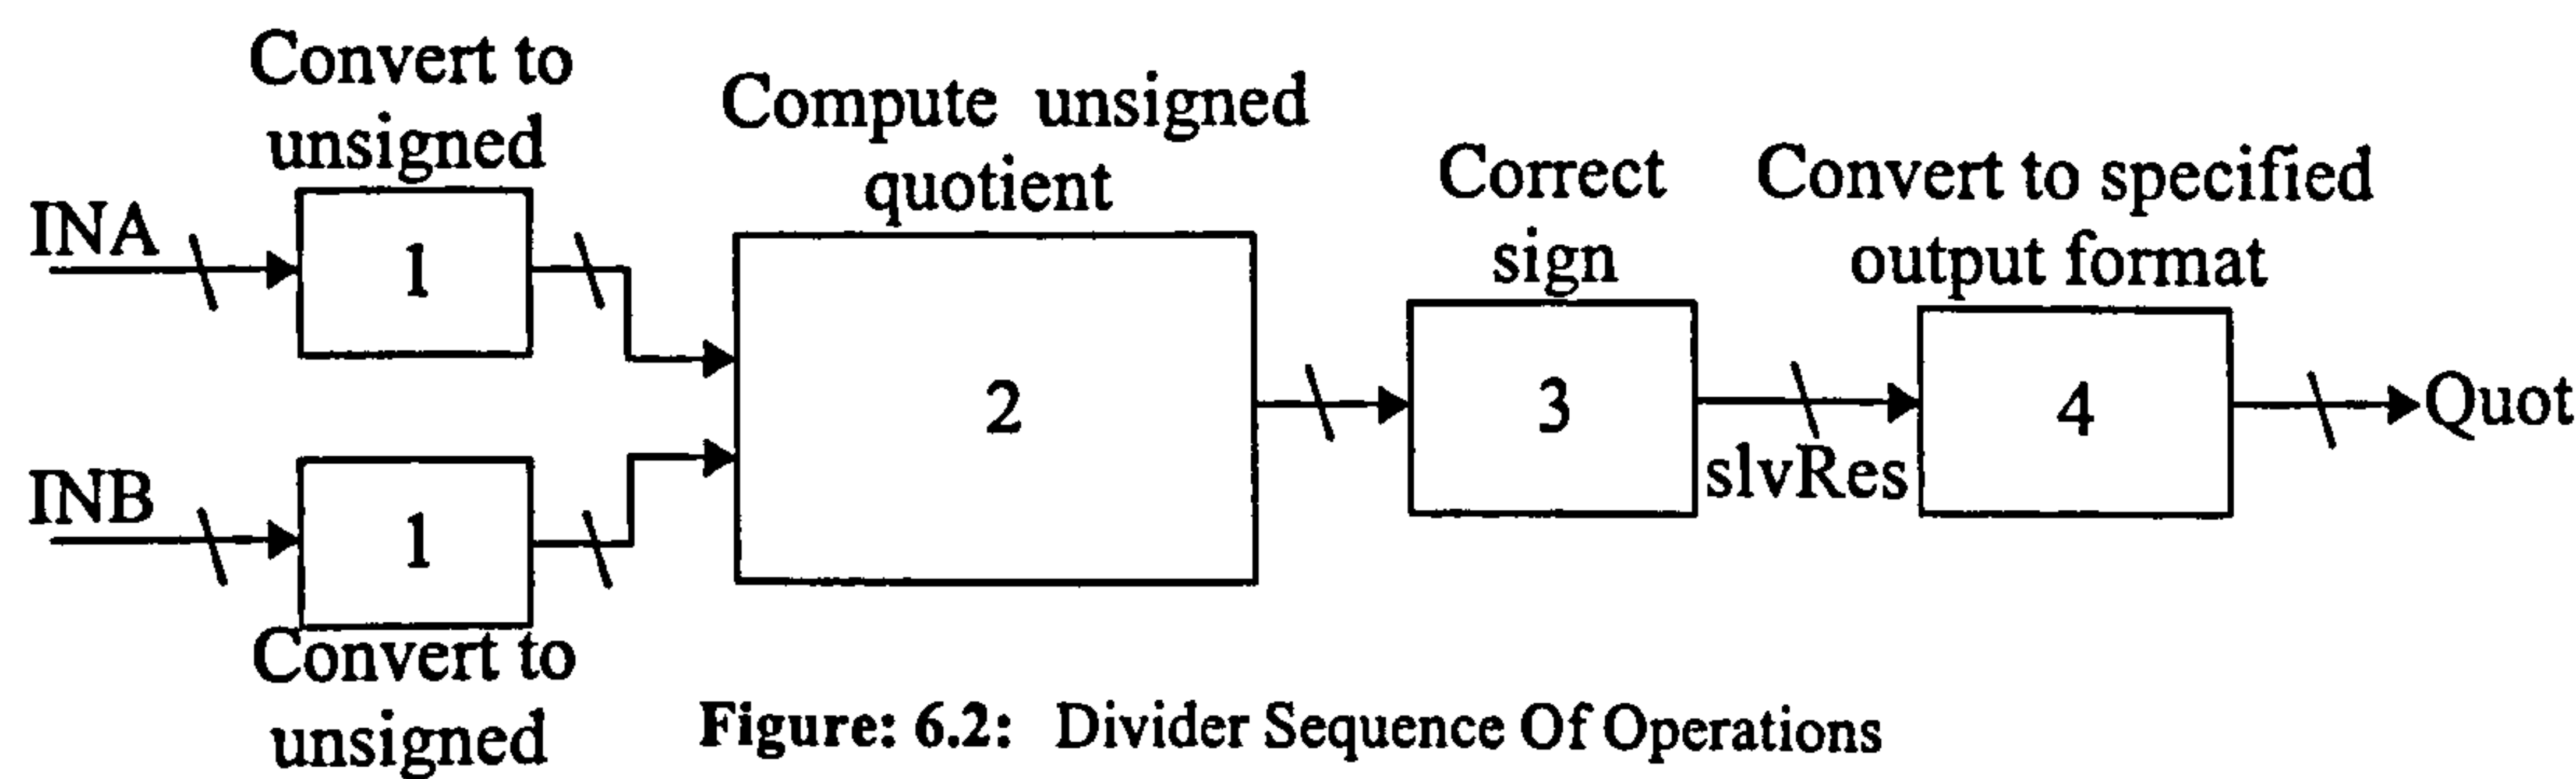 Convert to
unsigned
INA
1
INB
1
Convert to
unsigned
Compute unsigned
quotient
2
Correct
sign
3
slvRes
Convert to specified
output format
4
Quot
Figure: 6.2: Divider Sequence Of Operations